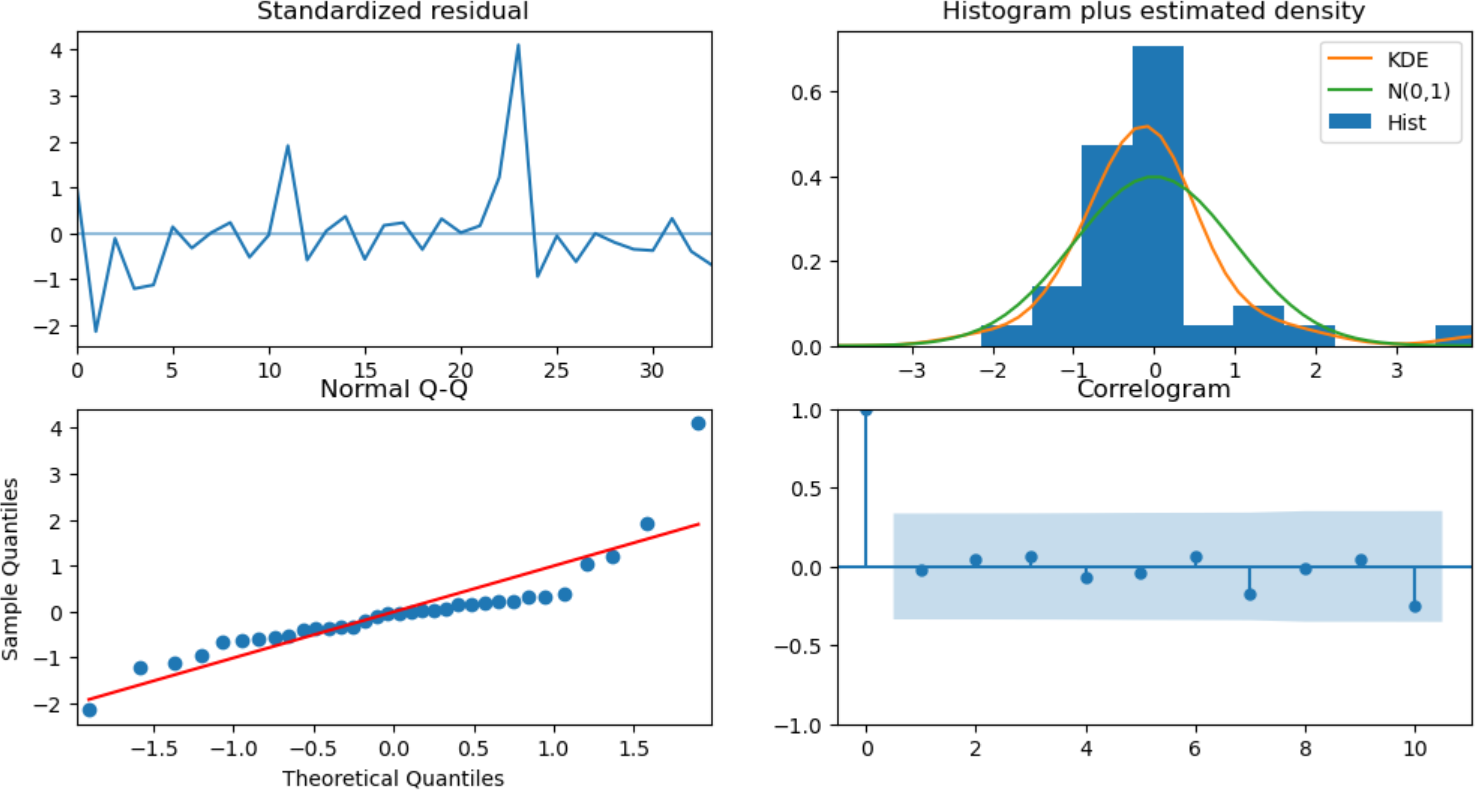 Standardized residual
4
3
2
1
0
−1
−2
0 5 10 15 20 25 30
Histogram plus estimated density
KDE
N(0,1)
Hist
0.6
0.4
0.2
0.0
−3 −2 −1 0 1 2 3
Normal Q-Q
Sample Quantiles
4
3
2
1
0
−1
−2
−1.5 −1.0 −0.5 0.0 0.5 1.0 1.5
Theoretical Quantiles
Correlogram
1.0
0.5
0.0
−0.5
−1.0
0 2 4 6 8 10